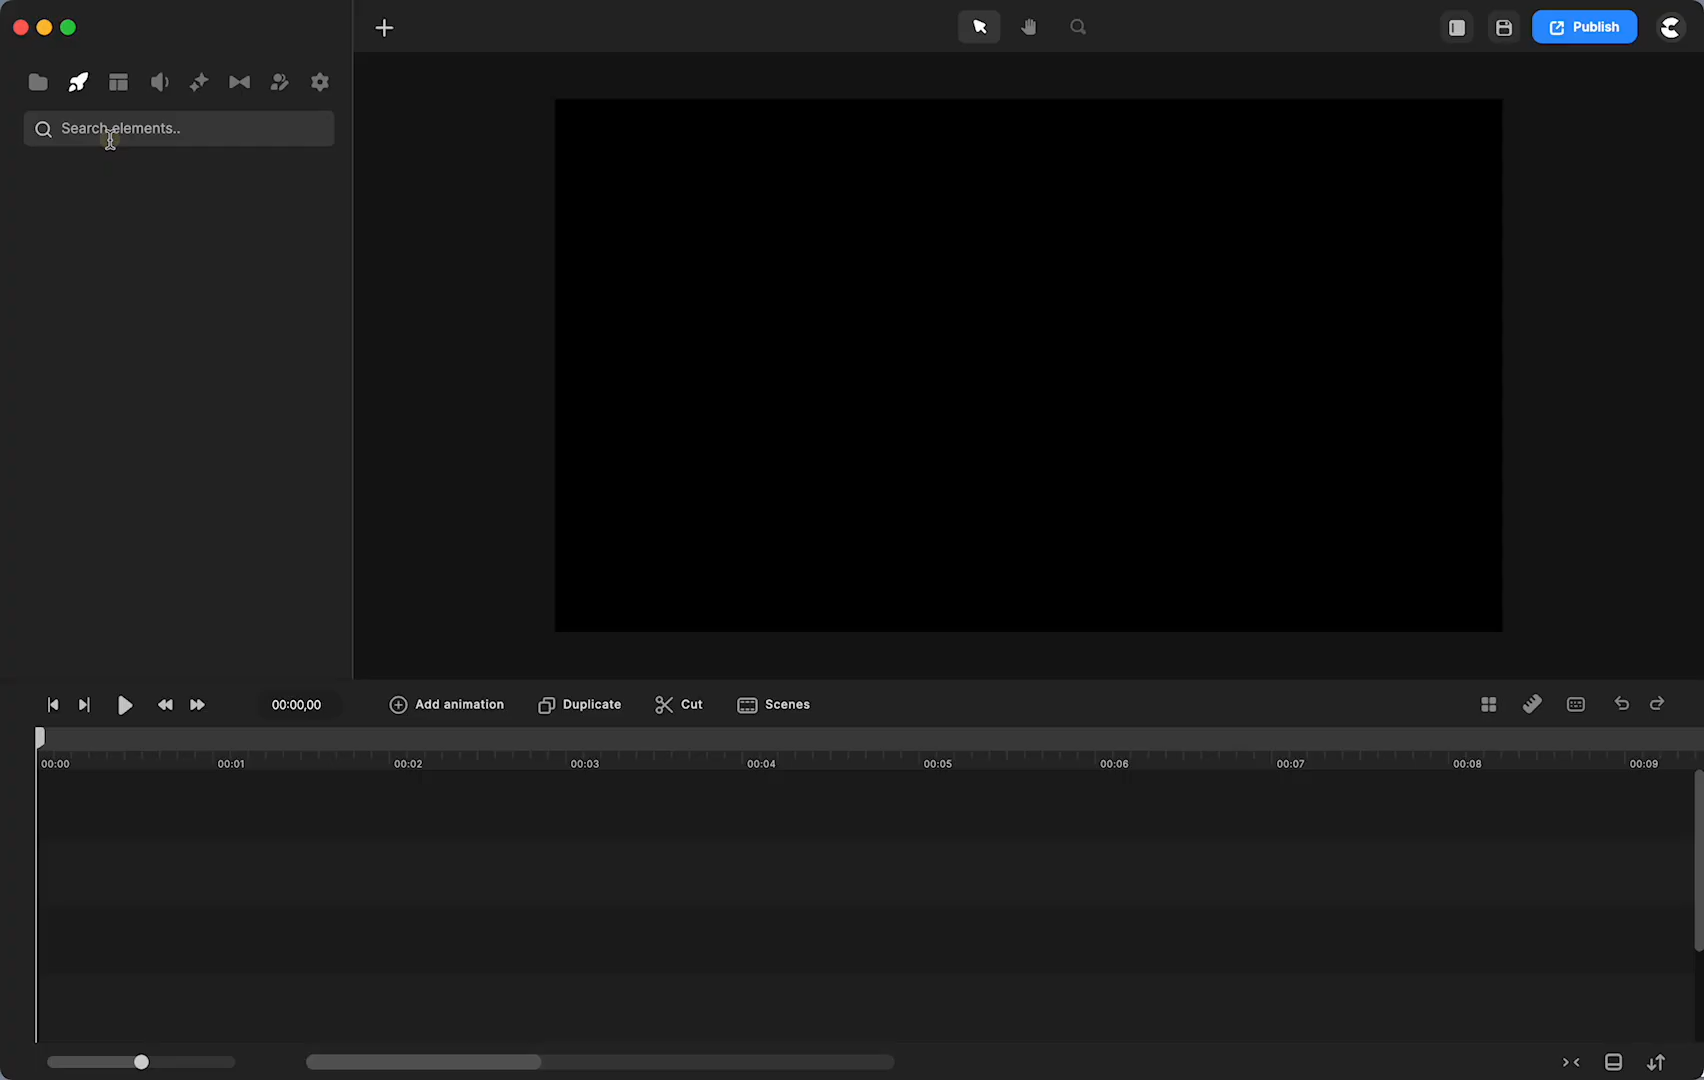 Publish
Search elements..
00:00,00
Add animation
Duplicate
Cut
Scenes
00:00
00:01
00:02
00:03
00:04
00:05
00:06
00:07
00:08
00:09